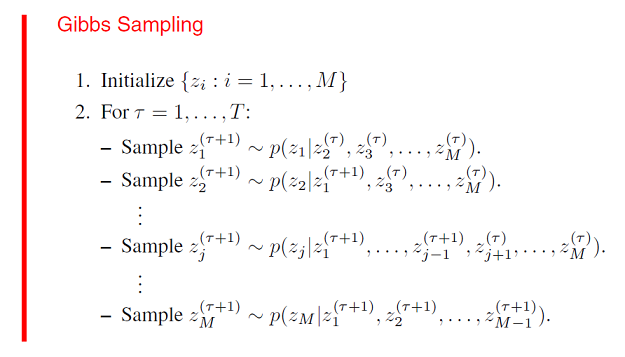 Gibbs Sampling
1. Initialize $\{z_i : i = 1, \ldots, M\}$
2. For $\tau = 1, \ldots, T$:
– Sample $z_1^{(\tau+1)} \sim p(z_1|z_2^{(\tau)}, z_3^{(\tau)}, \ldots, z_M^{(\tau)})$.
– Sample $z_2^{(\tau+1)} \sim p(z_2|z_1^{(\tau+1)}, z_3^{(\tau)}, \ldots, z_M^{(\tau)})$.
⋮
– Sample $z_j^{(\tau+1)} \sim p(z_j|z_1^{(\tau+1)}, \ldots, z_{j-1}^{(\tau+1)}, z_{j+1}^{(\tau)}, \ldots, z_M^{(\tau)})$.
⋮
– Sample $z_M^{(\tau+1)} \sim p(z_M|z_1^{(\tau+1)}, z_2^{(\tau+1)}, \ldots, z_{M-1}^{(\tau+1)})$.